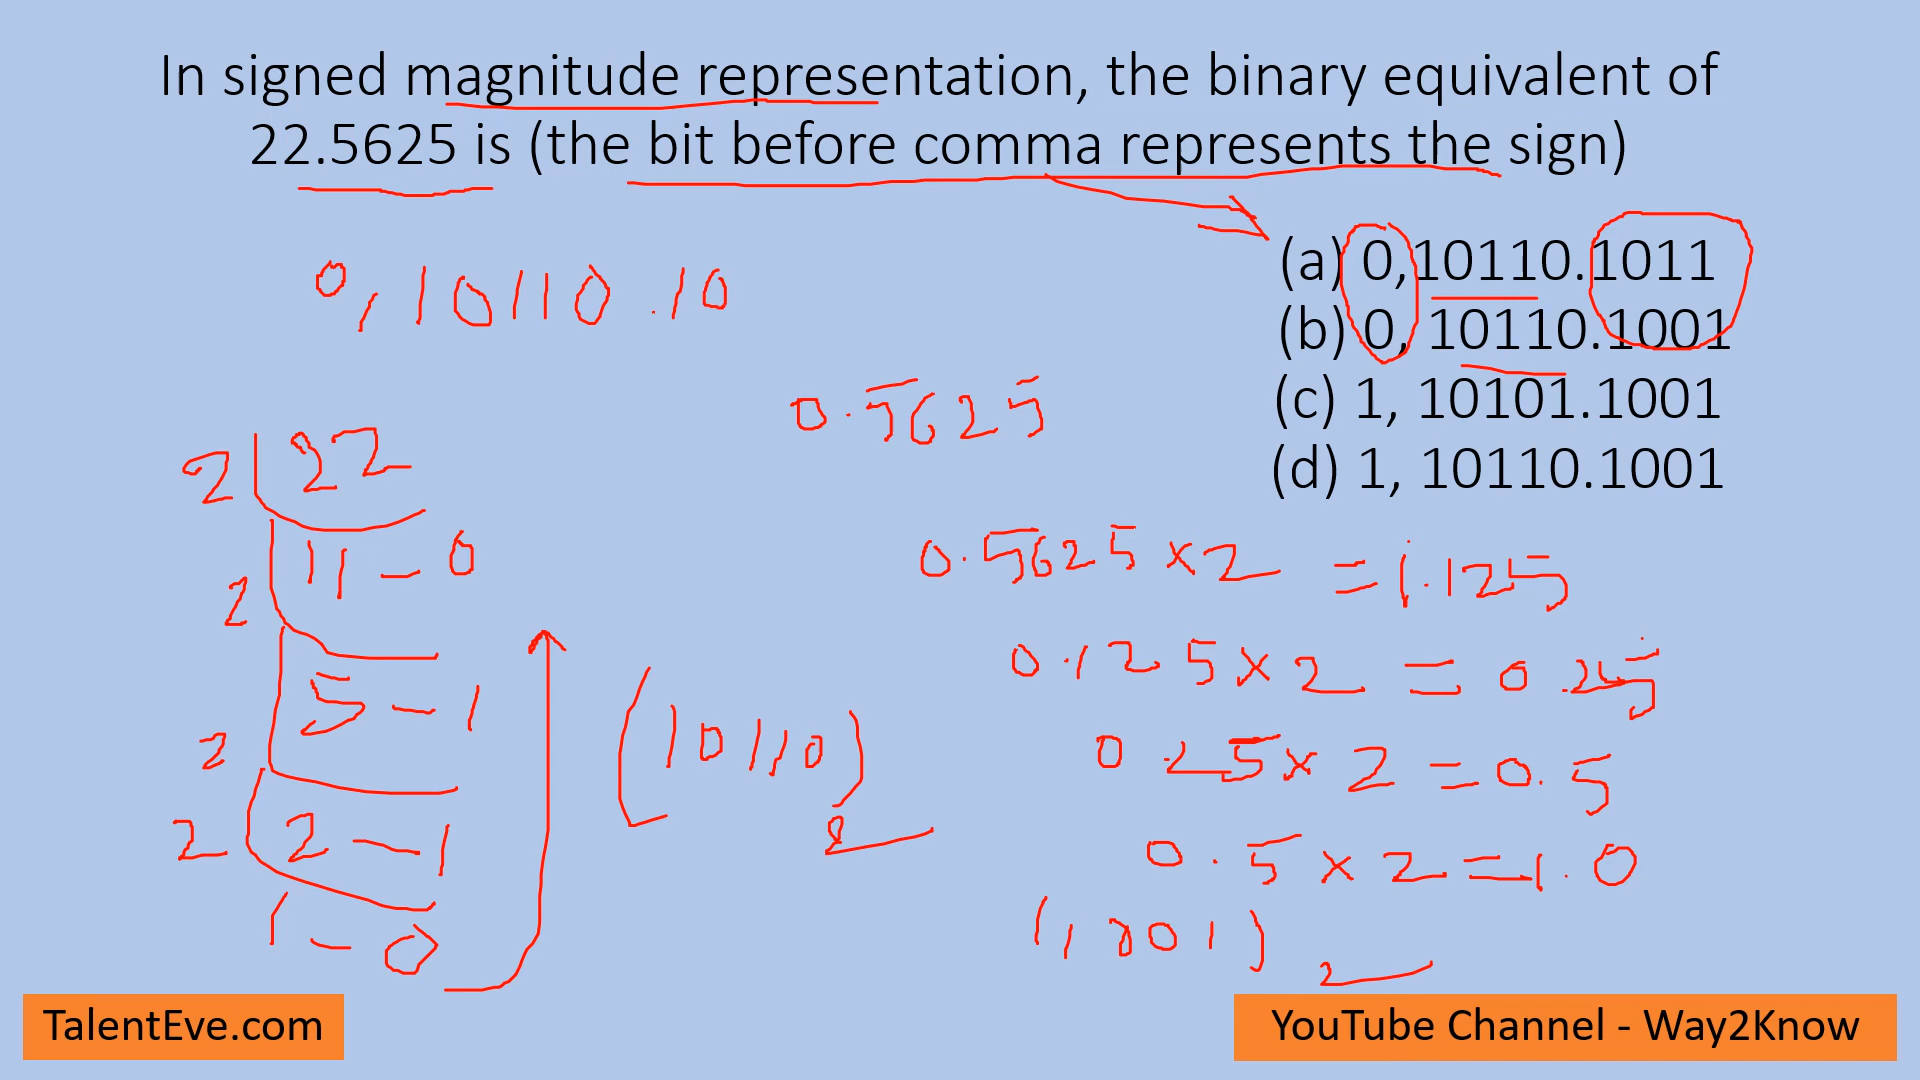 In signed magnitude representation, the binary equivalent of
22.5625 is (the bit before comma represents the sign)
(a) 0,10110.1011
(b) 0, 10110.1001
(c) 1, 10101.1001
(d) 1, 10110.1001
0, 10110.10
0.5625
2 22
2 11 - 0
2 5 - 1
2 2 - 1
1 - 0
(10110)2
0.5625 × 2 = 1.125
0.125 × 2 = 0.25
0.25 × 2 = 0.5
0.5 × 2 = 1.0
(1001)2
TalentEve.com
YouTube Channel - Way2Know